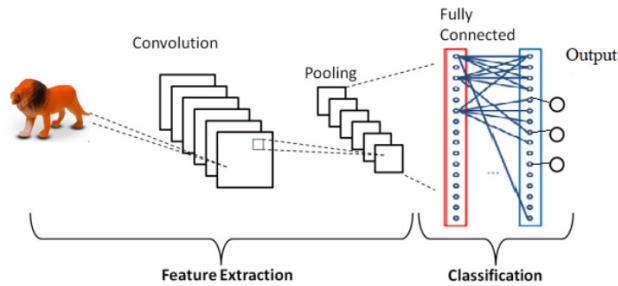 Convolution
Pooling
Fully
Connected
Output
...
Feature Extraction
Classification